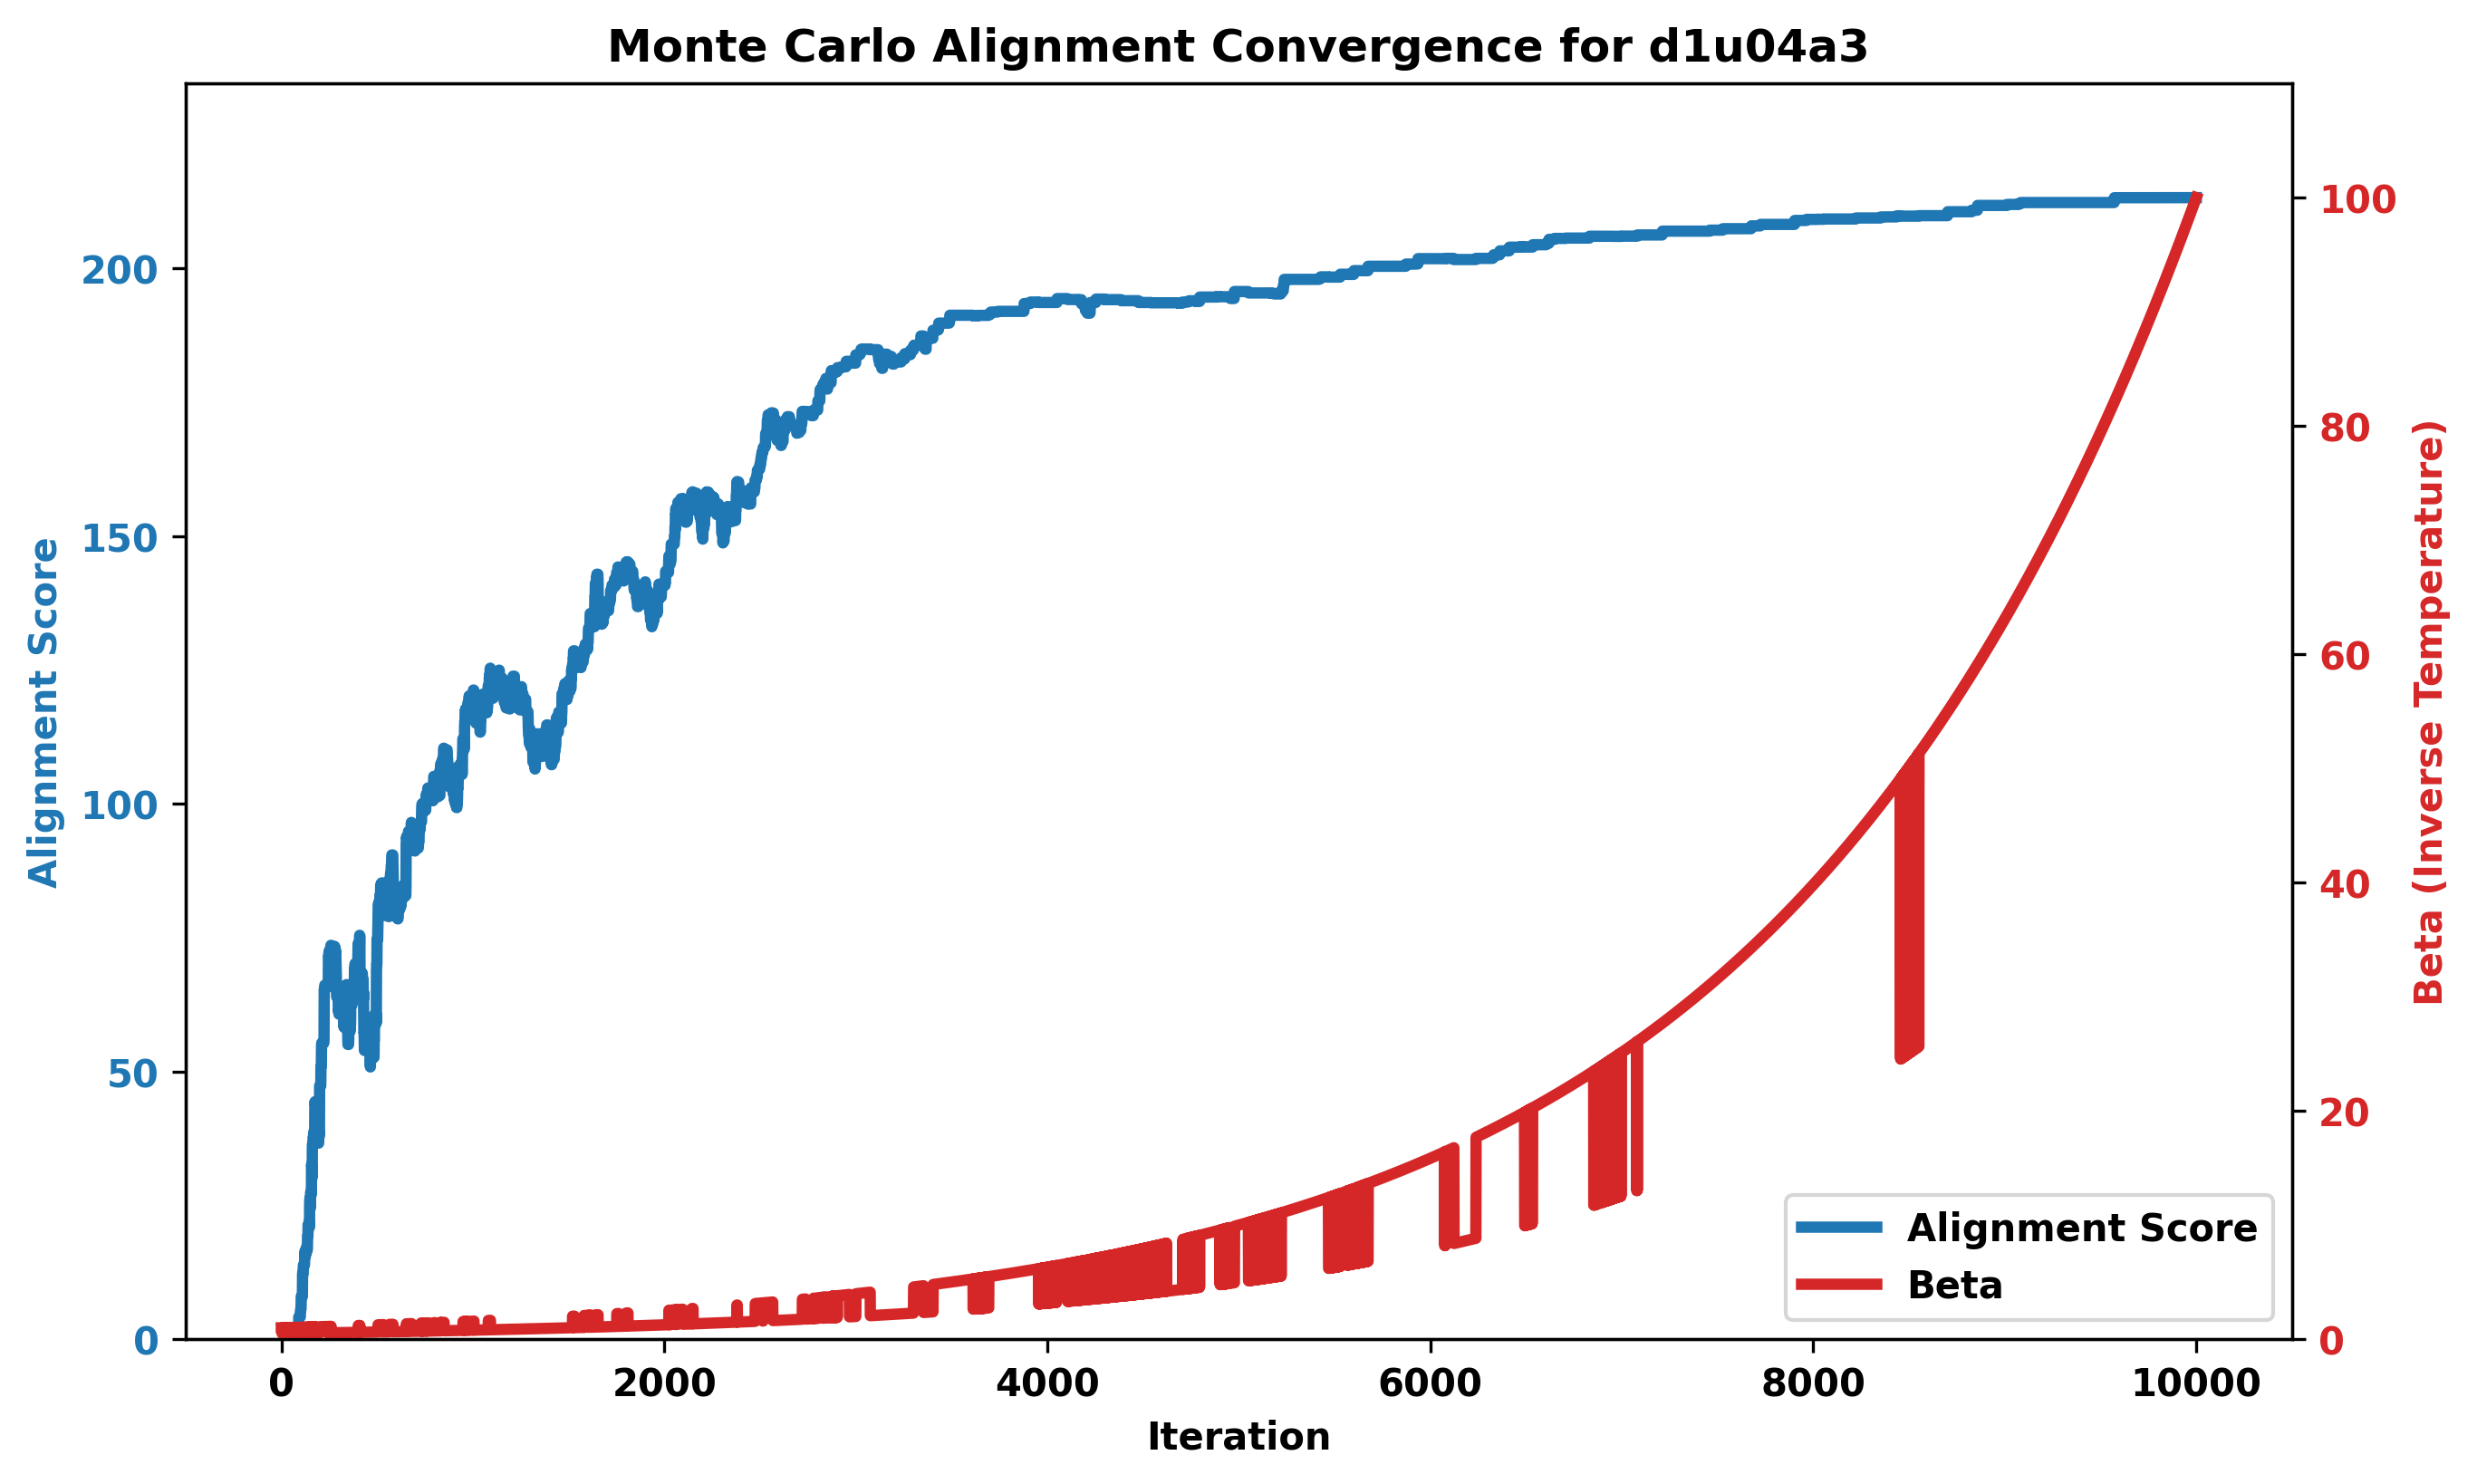 Monte Carlo Alignment Convergence for d1u04a3
Alignment Score
200
150
100
50
0
100
80
60
40
20
0
Beta (Inverse Temperature)
Alignment Score
Beta
0 2000 4000 6000 8000 10000
Iteration